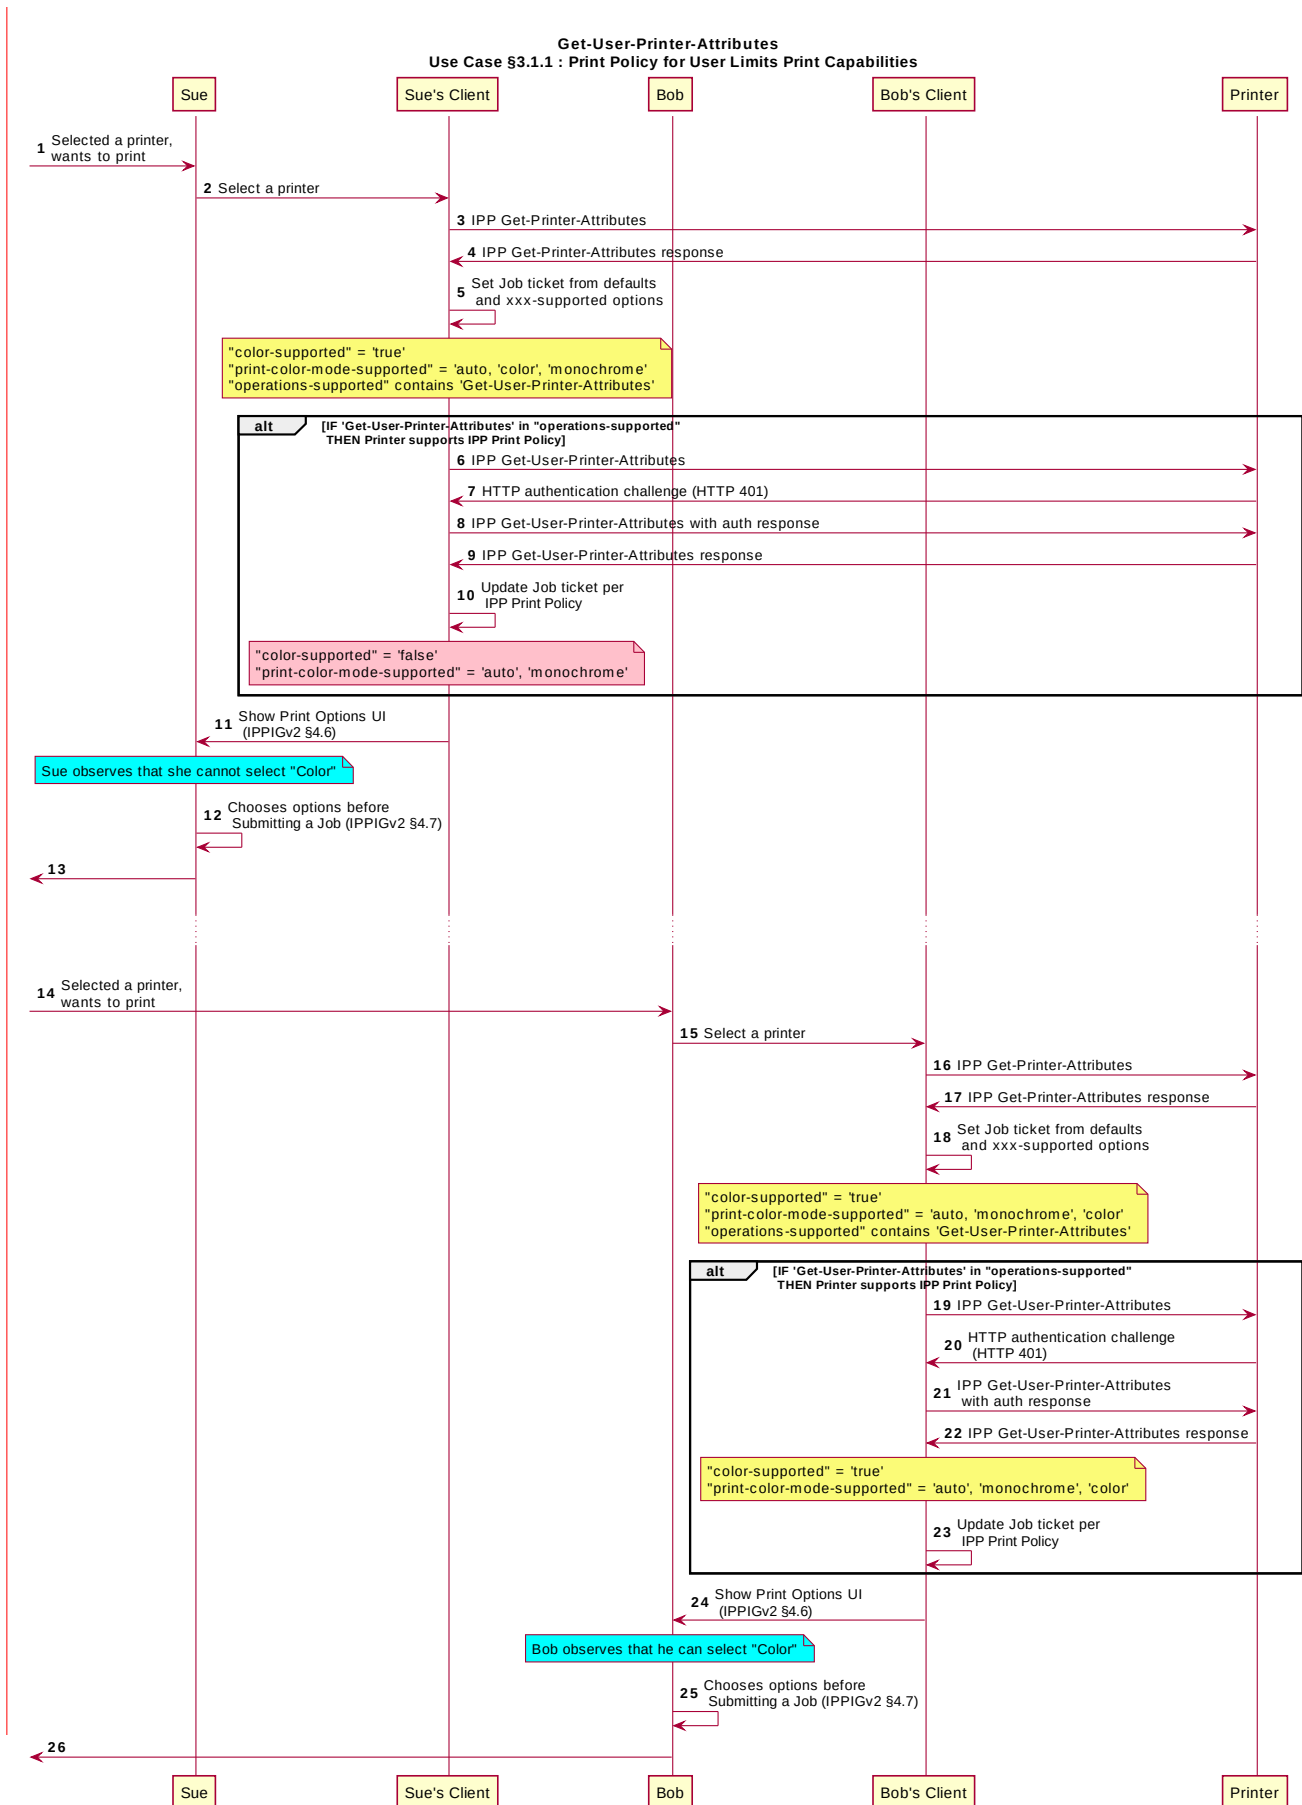 Get-User-Printer-Attributes
Use Case §3.1.1 : Print Policy for User Limits Print Capabilities
Sue
Sue's Client
Bob
Bob's Client
Printer
1 Selected a printer,
wants to print
2 Select a printer
3 IPP Get-Printer-Attributes
4 IPP Get-Printer-Attributes response
5 Set Job ticket from defaults
and xxx-supported options
"color-supported" = 'true'
"print-color-mode-supported" = 'auto, 'color', 'monochrome'
"operations-supported" contains 'Get-User-Printer-Attributes'
alt [IF 'Get-User-Printer-Attributes' in "operations-supported"
THEN Printer supports IPP Print Policy]
6 IPP Get-User-Printer-Attributes
7 HTTP authentication challenge (HTTP 401)
8 IPP Get-User-Printer-Attributes with auth response
9 IPP Get-User-Printer-Attributes response
10 Update Job ticket per
IPP Print Policy
"color-supported" = 'false'
"print-color-mode-supported" = 'auto', 'monochrome'
11 Show Print Options UI
(IPPIGv2 §4.6)
Sue observes that she cannot select "Color"
12 Chooses options before
Submitting a Job (IPPIGv2 §4.7)
13
14 Selected a printer,
wants to print
15 Select a printer
16 IPP Get-Printer-Attributes
17 IPP Get-Printer-Attributes response
18 Set Job ticket from defaults
and xxx-supported options
"color-supported" = 'true'
"print-color-mode-supported" = 'auto, 'monochrome', 'color'
"operations-supported" contains 'Get-User-Printer-Attributes'
alt [IF 'Get-User-Printer-Attributes' in "operations-supported"
THEN Printer supports IPP Print Policy]
19 IPP Get-User-Printer-Attributes
20 HTTP authentication challenge
(HTTP 401)
21 IPP Get-User-Printer-Attributes
with auth response
22 IPP Get-User-Printer-Attributes response
"color-supported" = 'true'
"print-color-mode-supported" = 'auto', 'monochrome', 'color'
23 Update Job ticket per
IPP Print Policy
24 Show Print Options UI
(IPPIGv2 §4.6)
Bob observes that he can select "Color"
25 Chooses options before
Submitting a Job (IPPIGv2 §4.7)
26
Sue
Sue's Client
Bob
Bob's Client
Printer